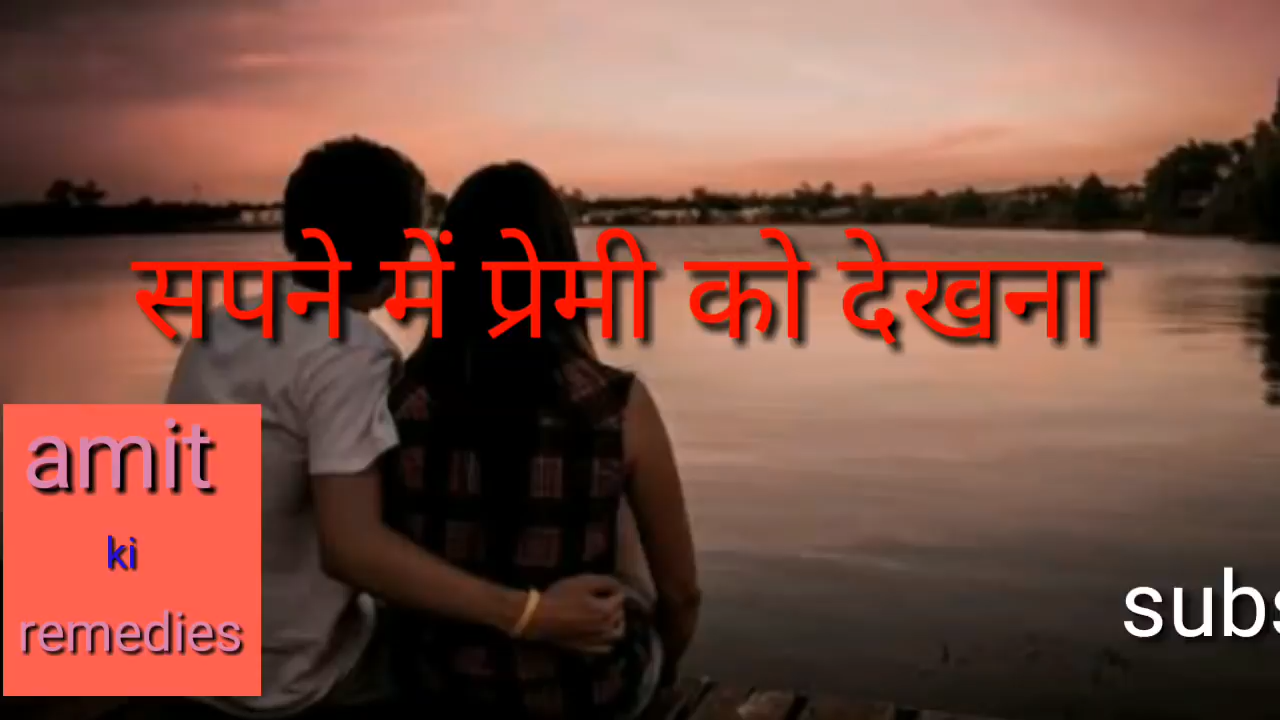 सपने में प्रेमी को देखना
amit
ki
remedies
subs